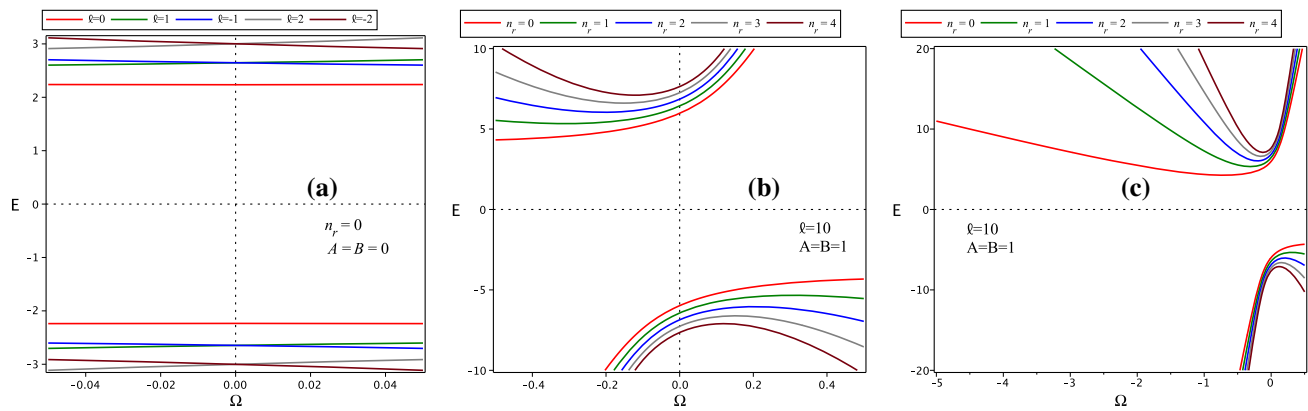 ℓ=0 ℓ=1 ℓ=-1 ℓ=2 ℓ=-2
3
2
1
E 0
-1
-2
-3
-0.04 -0.02 0.00 0.02 0.04
Ω
(a)
n_r = 0
A = B = 0
n_r = 0 n_r = 1 n_r = 2 n_r = 3 n_r = 4
10
5
E 0
-5
-10
-0.4 -0.2 0.0 0.2 0.4
Ω
(b)
ℓ=10
A=B=1
n_r = 0 n_r = 1 n_r = 2 n_r = 3 n_r = 4
20
10
E 0
-10
-20
-5 -4 -3 -2 -1 0
Ω
(c)
ℓ=10
A=B=1